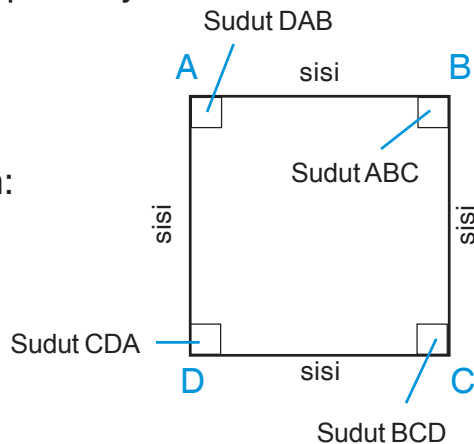 Sudut DAB
A
sisi
B
Sudut ABC
sisi
sisi
Sudut CDA
D
sisi
C
Sudut BCD